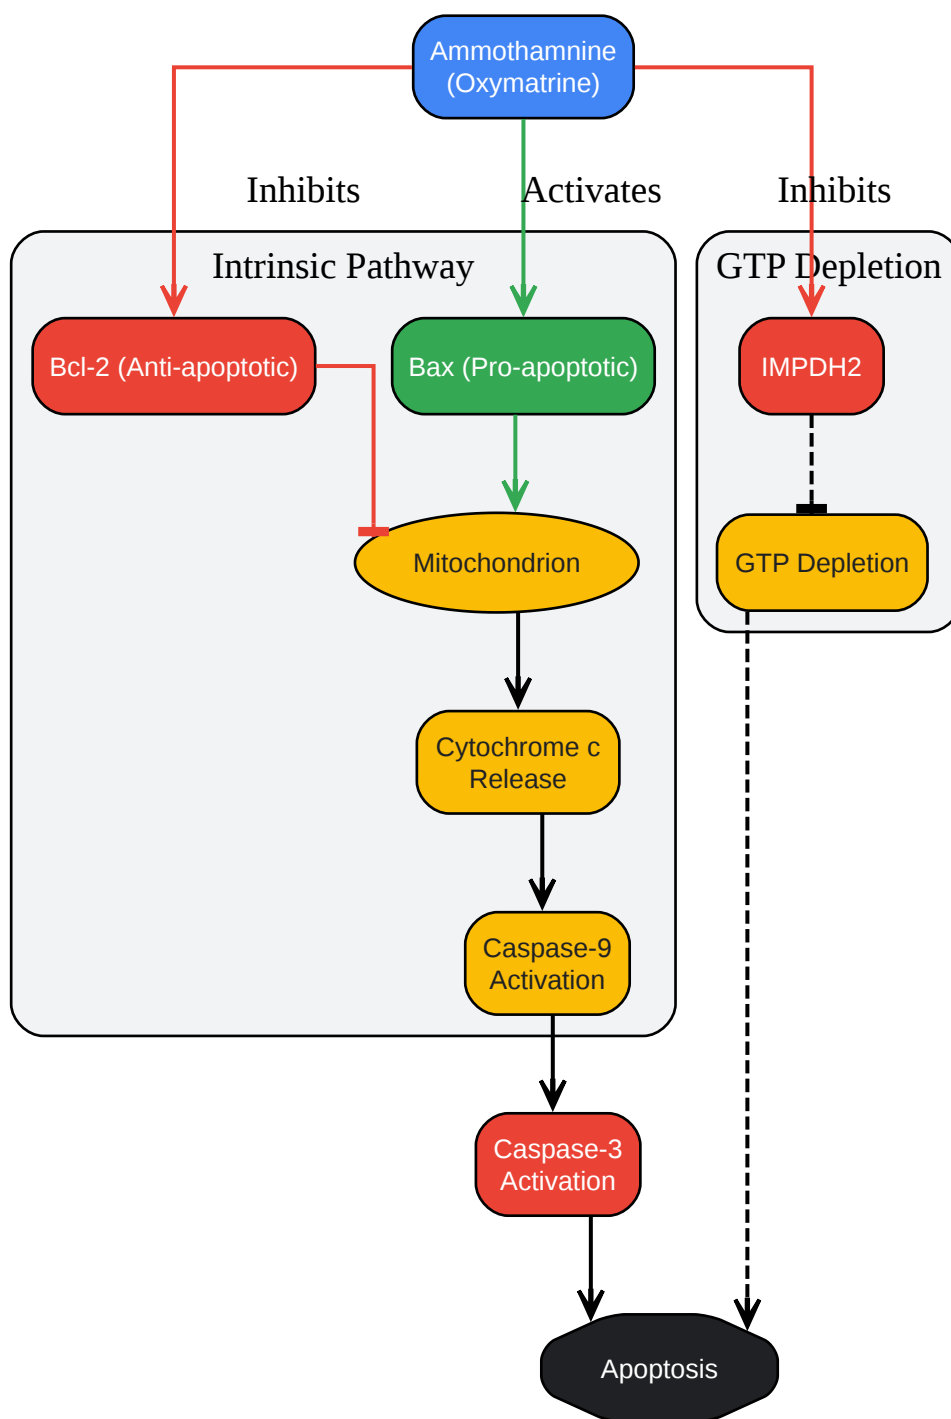 Ammothamnine
(Oxymatrine)
Inhibits
Activates
Inhibits
Intrinsic Pathway
GTP Depletion
Bcl-2 (Anti-apoptotic)
Bax (Pro-apoptotic)
IMPDH2
Mitochondrion
GTP Depletion
Cytochrome c
Release
Caspase-9
Activation
Caspase-3
Activation
Apoptosis